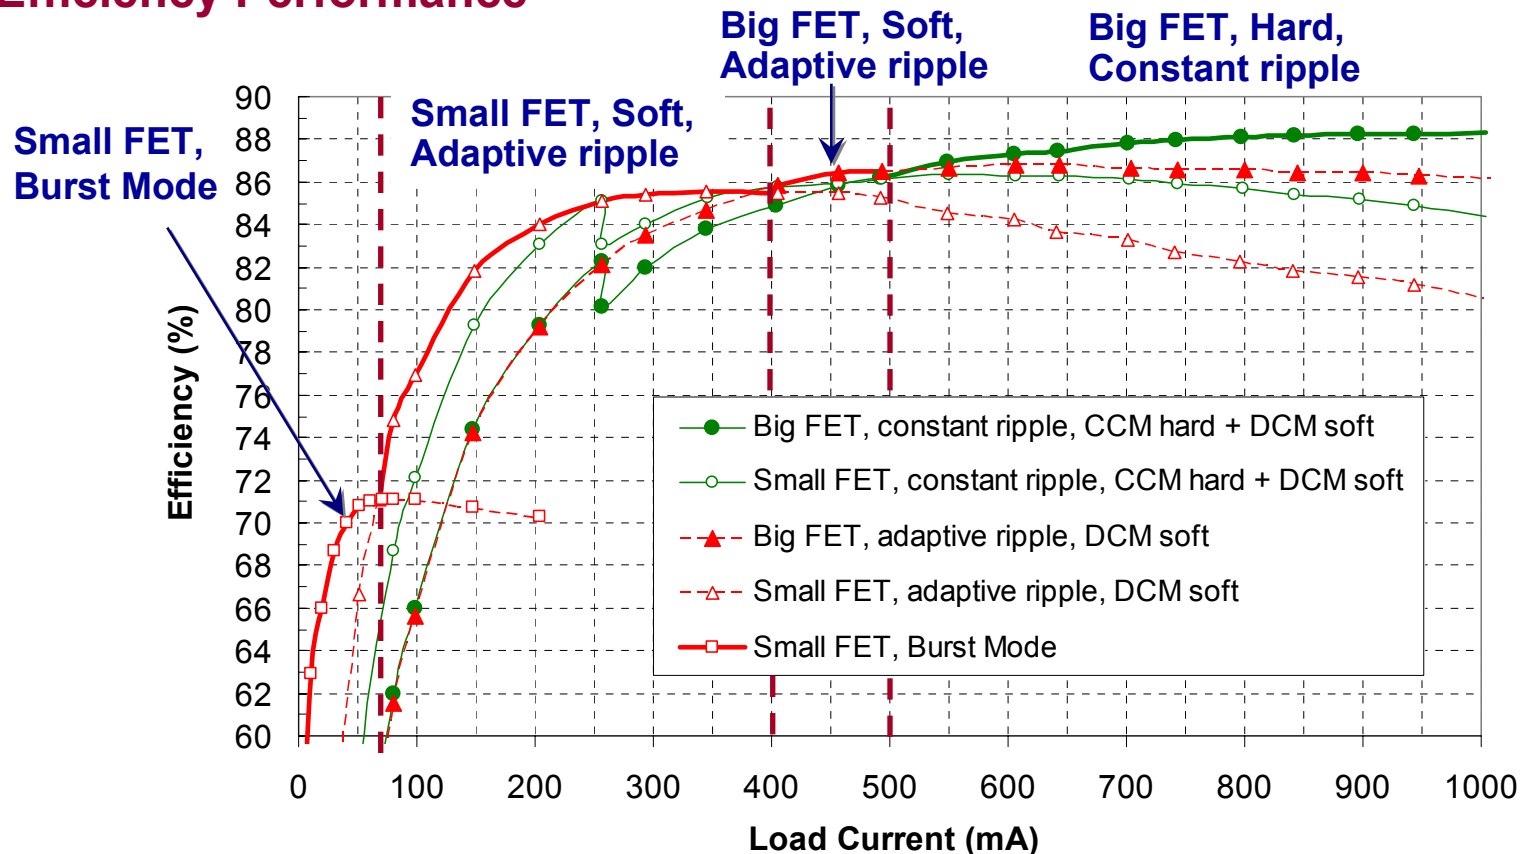 Efficiency Performance
Big FET, Soft,
Adaptive ripple
Big FET, Hard,
Constant ripple
Small FET, Soft,
Adaptive ripple
Small FET,
Burst Mode
Efficiency (%)
90
88
86
84
82
80
78
76
74
72
70
68
66
64
62
60
Big FET, constant ripple, CCM hard + DCM soft
Small FET, constant ripple, CCM hard + DCM soft
Big FET, adaptive ripple, DCM soft
Small FET, adaptive ripple, DCM soft
Small FET, Burst Mode
0 100 200 300 400 500 600 700 800 900 1000
Load Current (mA)